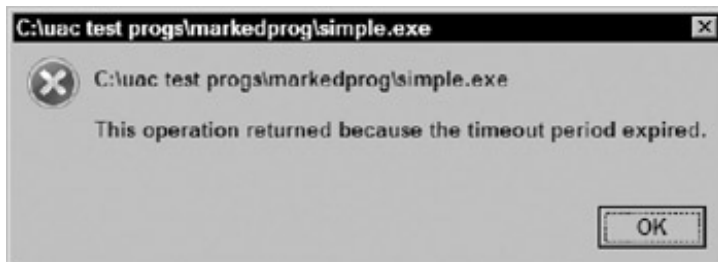 C:\uac test progs\markedprog\simple.exe
C:\uac test progs\markedprog\simple.exe
This operation returned because the timeout period expired.
OK